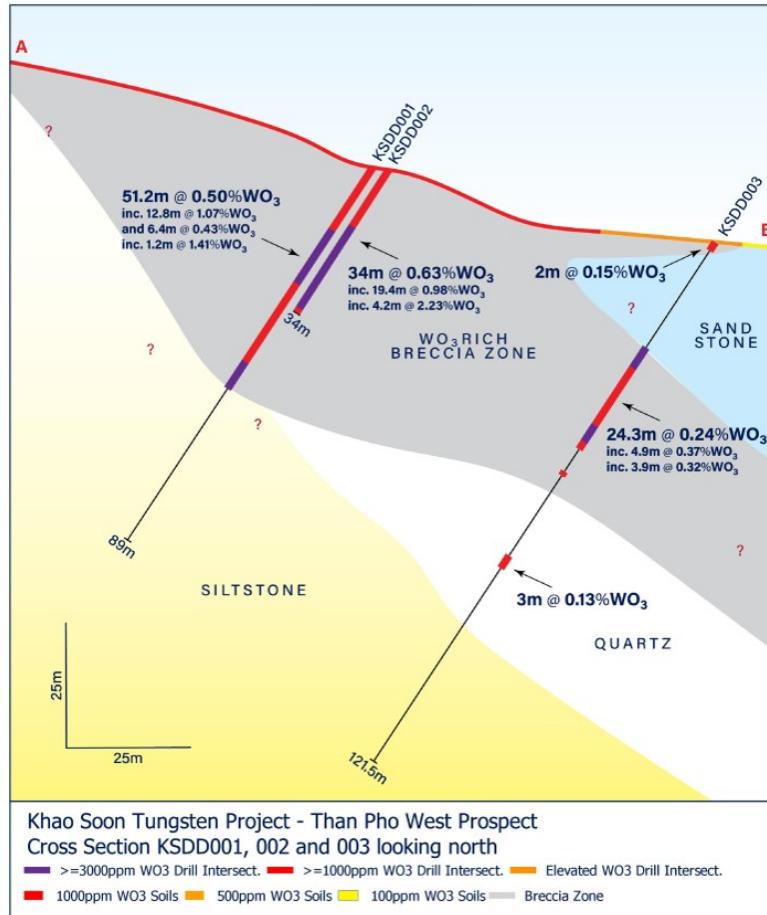 A
KSDD001
KSDD002
KSDD003
B
51.2m @ 0.50%WO₃
inc. 12.8m @ 1.07%WO₃
and 6.4m @ 0.43%WO₃
inc. 1.2m @ 1.41%WO₃
34m @ 0.63%WO₃
inc. 19.4m @ 0.98%WO₃
inc. 4.2m @ 2.23%WO₃
2m @ 0.15%WO₃
?
?
SAND
STONE
34m
WO₃RICH
BRECCIA ZONE
?
?
24.3m @ 0.24%WO₃
inc. 4.9m @ 0.37%WO₃
inc. 3.9m @ 0.32%WO₃
?
89m
SILTSTONE
3m @ 0.13%WO₃
QUARTZ
25m
25m
121.5m
Khao Soon Tungsten Project - Than Pho West Prospect
Cross Section KSDD001, 002 and 003 looking north
>=3000ppm WO3 Drill Intersect. >=1000ppm WO3 Drill Intersect. Elevated WO3 Drill Intersect.
1000ppm WO3 Soils 500ppm WO3 Soils 100ppm WO3 Soils Breccia Zone